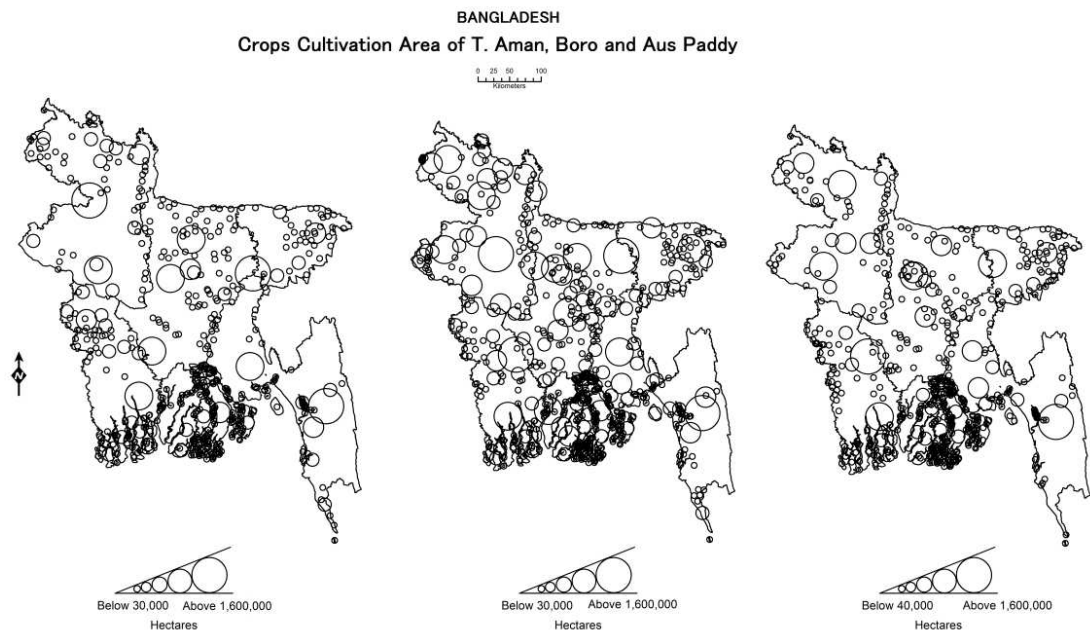 BANGLADESH
Crops Cultivation Area of T. Aman, Boro and Aus Paddy
0 25 50 100
Kilometers
N
Below 30,000 Above 1,600,000
Hectares
Below 30,000 Above 1,600,000
Hectares
Below 40,000 Above 1,600,000
Hectares